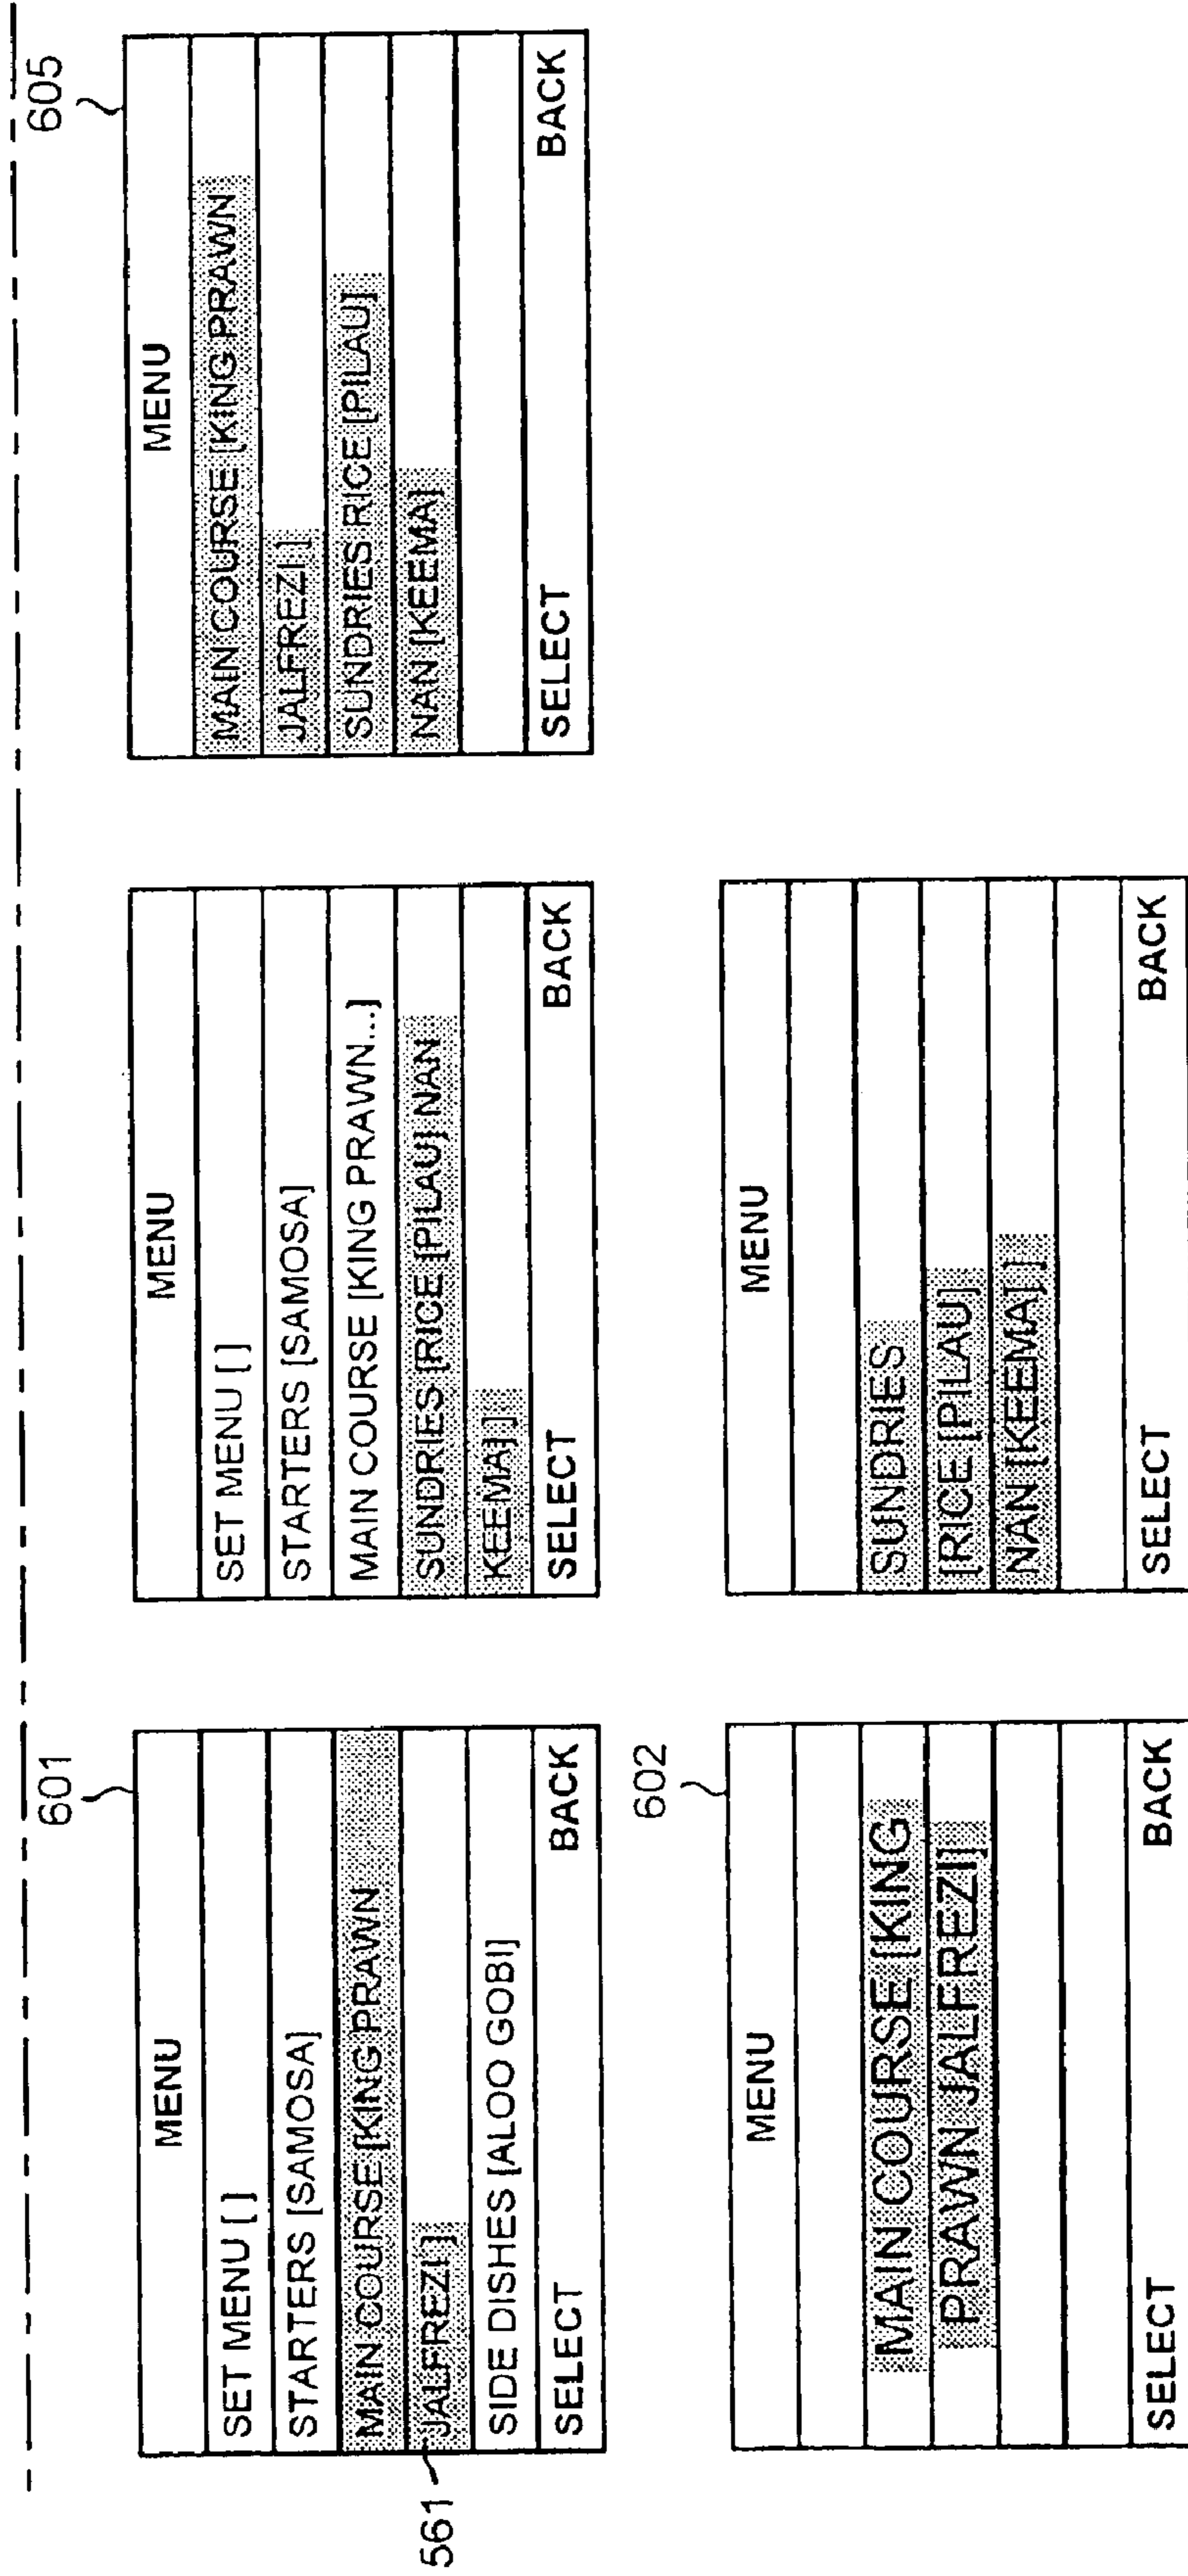 601
MENU
SET MENU [ ]
STARTERS [SAMOSA]
MAIN COURSE [KING PRAWN
JALFREZI ]
SIDE DISHES [ALOO GOBI]
SELECT BACK
561
MENU
SET MENU [ ]
STARTERS [SAMOSA]
MAIN COURSE [KING PRAWN...]
SUNDRIES [RICE [PILAU] NAN
KEEMA] ]
SELECT BACK
605
MENU
MAIN COURSE [KING PRAWN
JALFREZI ]
SUNDRIES RICE [PILAU]
NAN [KEEMA]
SELECT BACK
602
MENU
MAIN COURSE [KING
PRAWN JALFREZI]
SELECT BACK
MENU
SUNDRIES
[RICE [PILAU]
NAN [KEEMA] ]
SELECT BACK